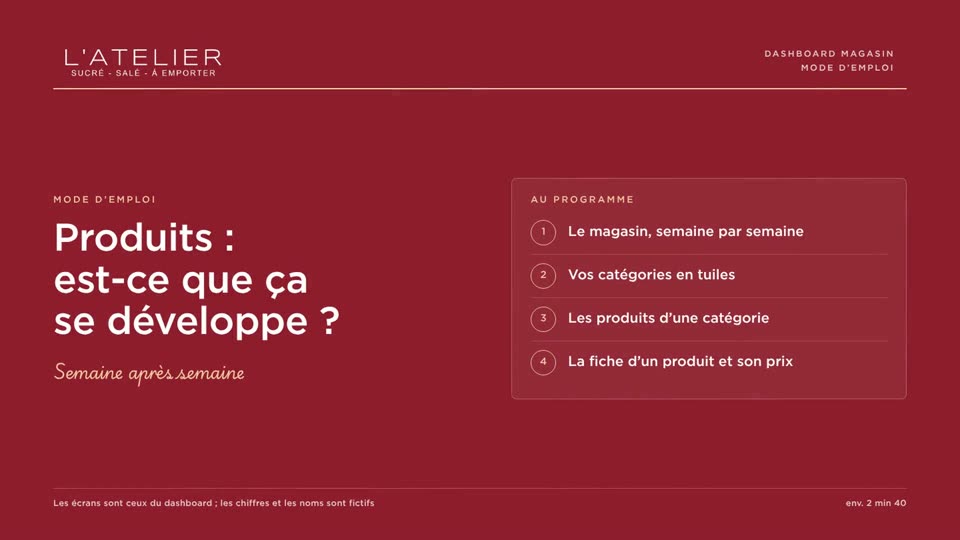 L'ATELIER
SUCRÉ - SALÉ - À EMPORTER
DASHBOARD MAGASIN
MODE D'EMPLOI
MODE D'EMPLOI
Produits :
est-ce que ça
se développe ?
Semaine après semaine
AU PROGRAMME
1 Le magasin, semaine par semaine
2 Vos catégories en tuiles
3 Les produits d'une catégorie
4 La fiche d'un produit et son prix
Les écrans sont ceux du dashboard ; les chiffres et les noms sont fictifs
env. 2 min 40